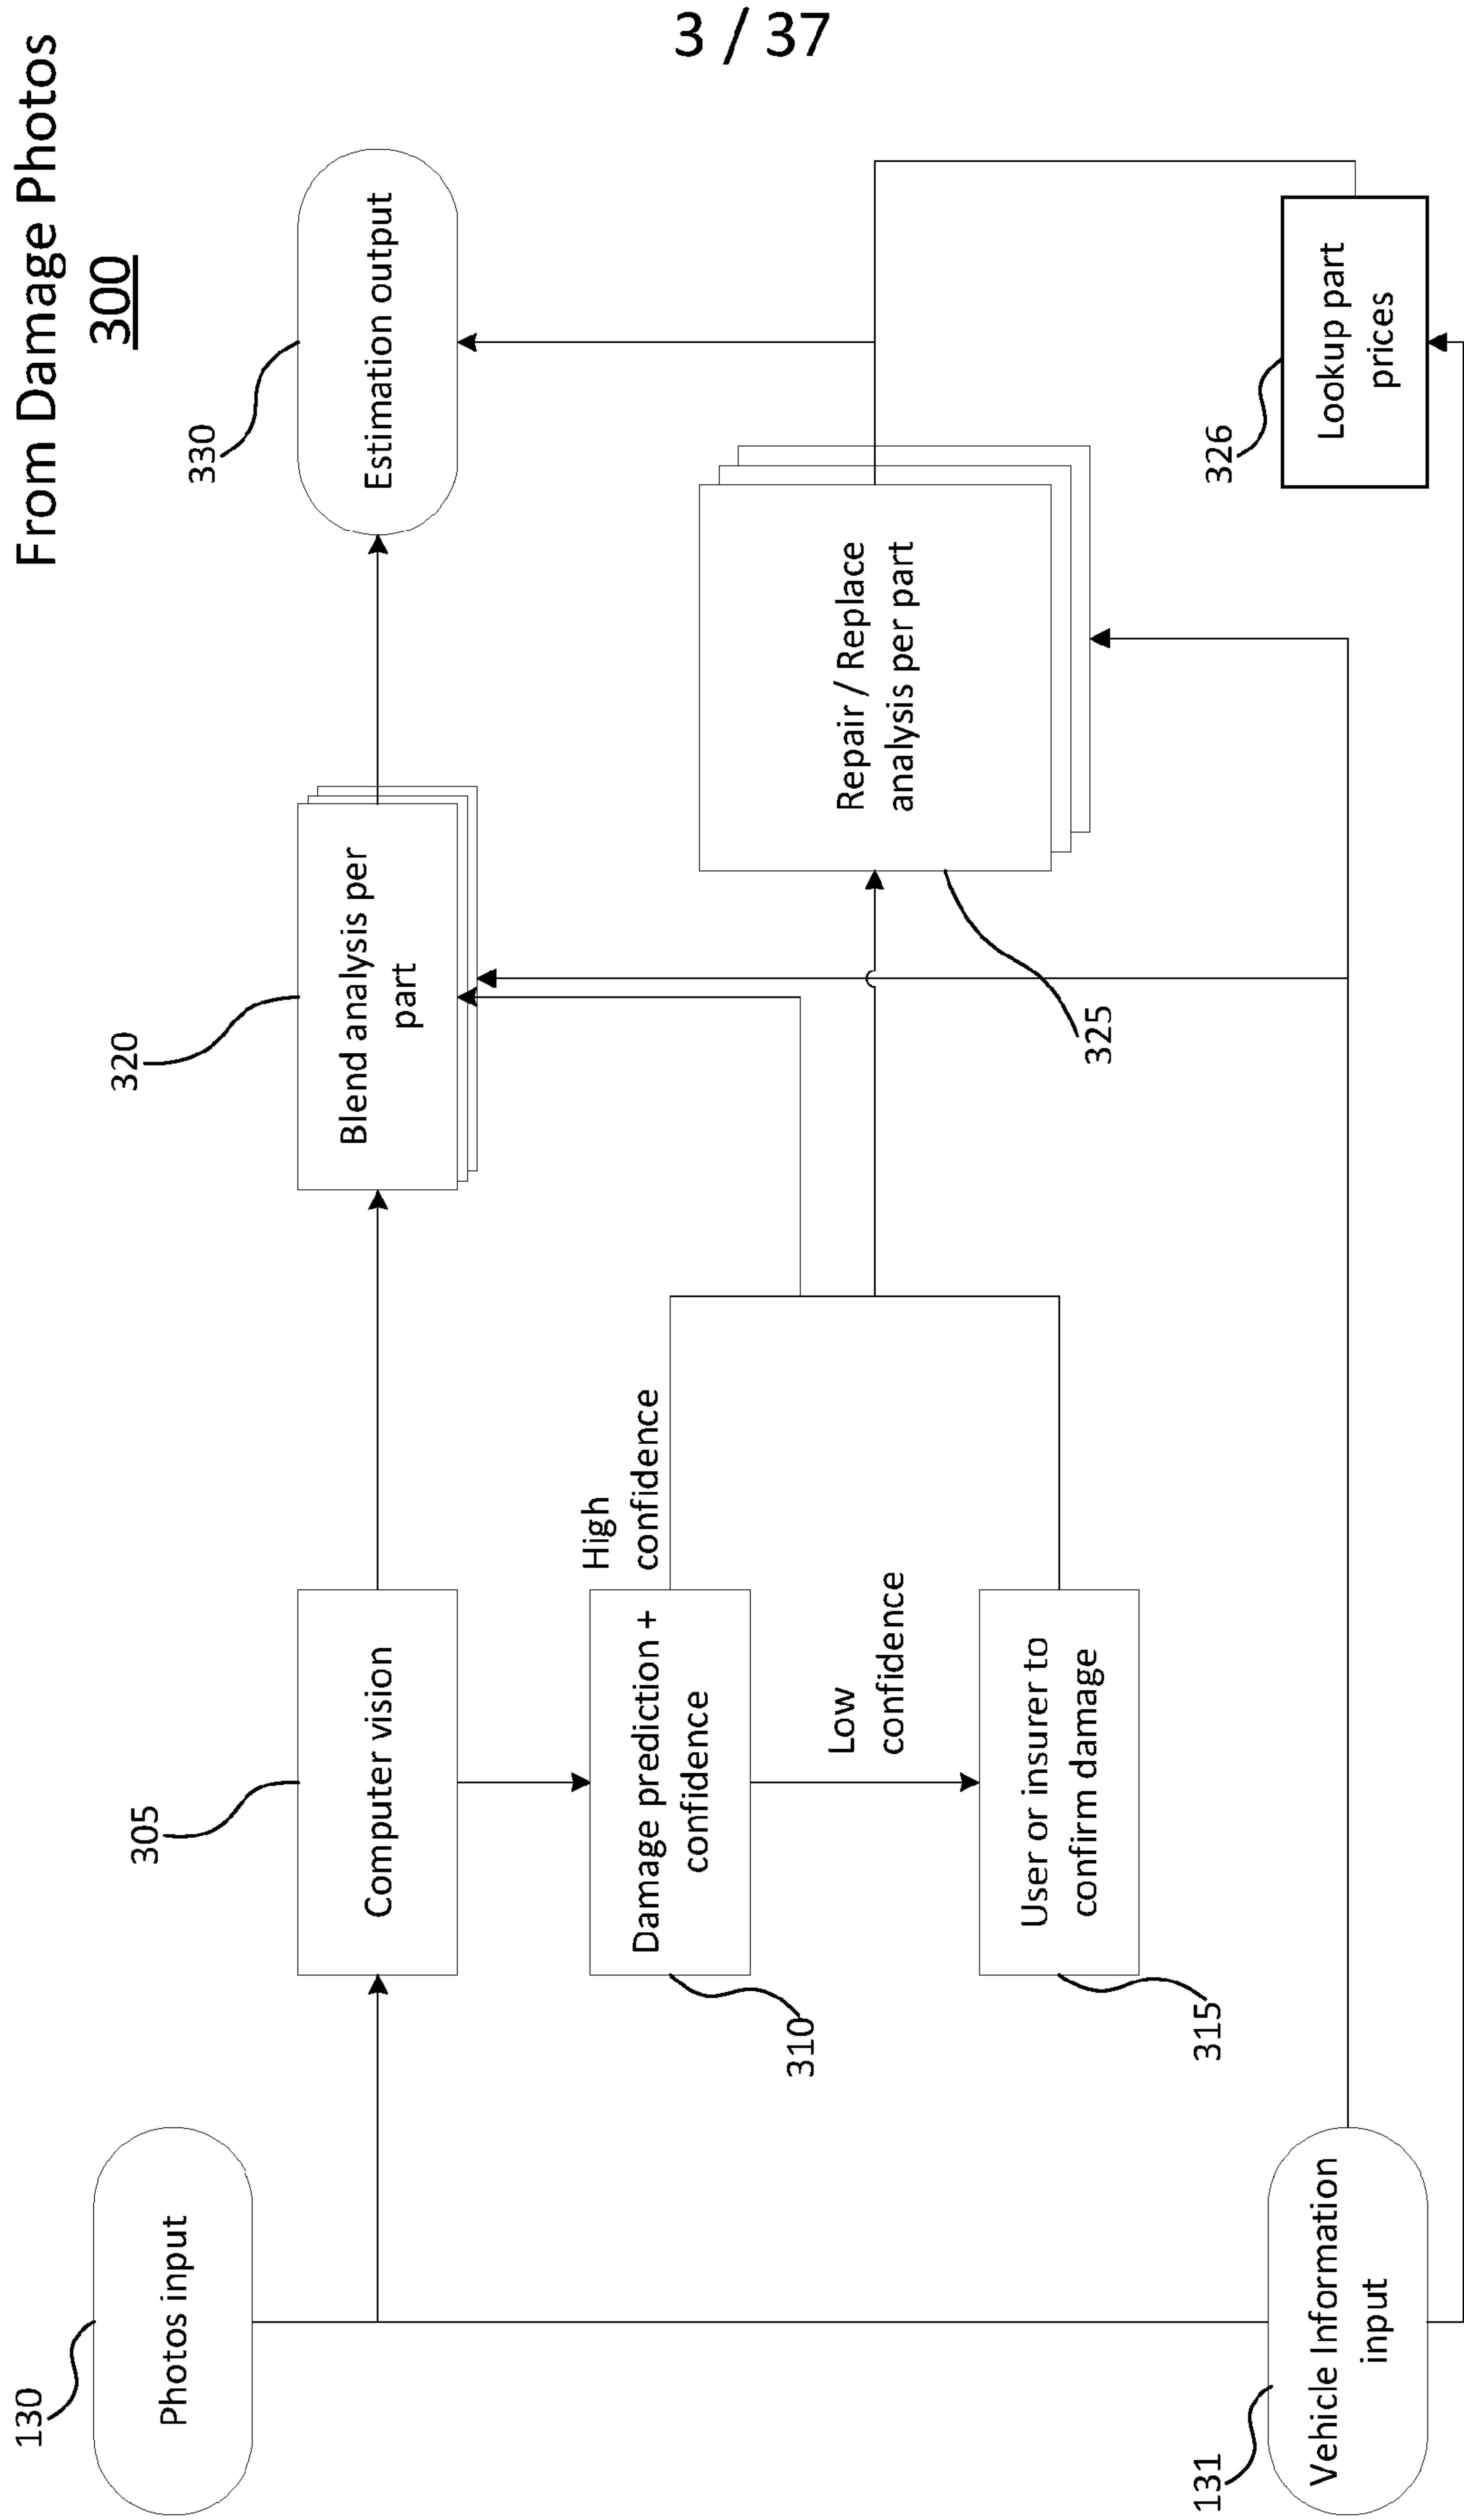 3 / 37
From Damage Photos
300
130
Photos input
305
Computer vision
320
Blend analysis per
part
330
Estimation output
High
confidence
310
Damage prediction +
confidence
Low
confidence
315
User or insurer to
confirm damage
325
Repair / Replace
analysis per part
131
Vehicle Information
input
326
Lookup part
prices